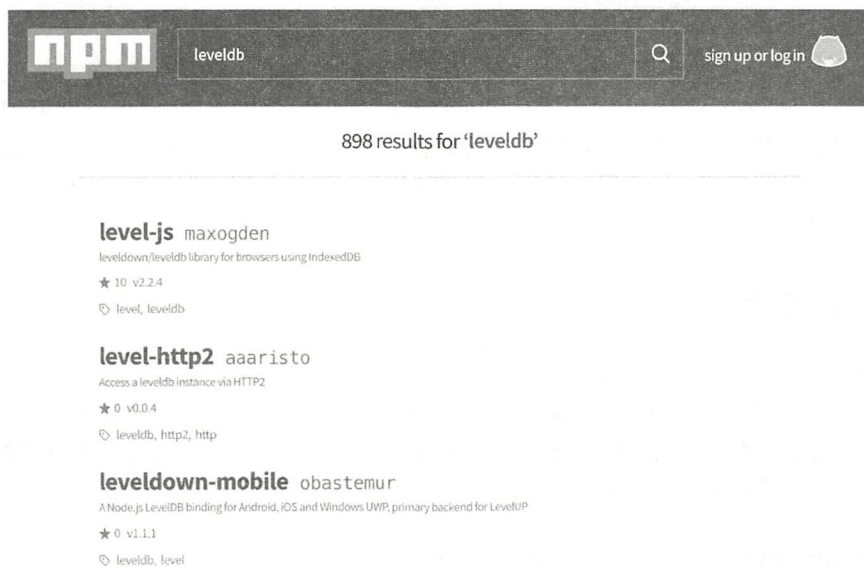 npm
leveldb
sign up or log in
898 results for ‘leveldb’
level-js maxogden
leveldown/leveldb library for browsers using IndexedDB
★ 10 v2.2.4
level, leveldb
level-http2 aaaristo
Access a leveldb instance via HTTP2
★ 0 v0.0.4
leveldb, http2, http
leveldown-mobile obastemur
A Node.js LevelDB binding for Android, iOS and Windows UWP, primary backend for LevelUP
★ 0 v1.1.1
leveldb, level